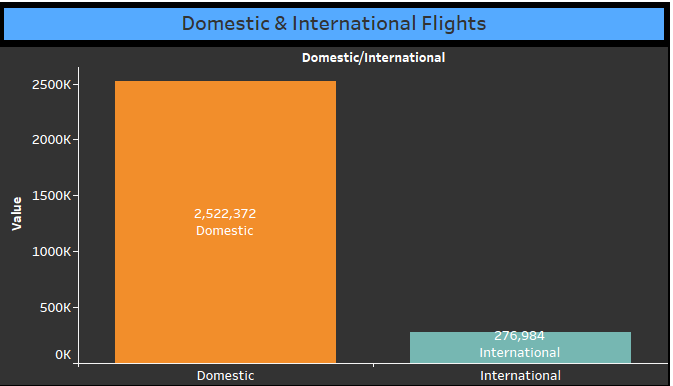 Domestic & International Flights
Domestic/International
2500K
2000K
1500K
1000K
500K
0K
Value
2,522,372
Domestic
276,984
International
Domestic
International